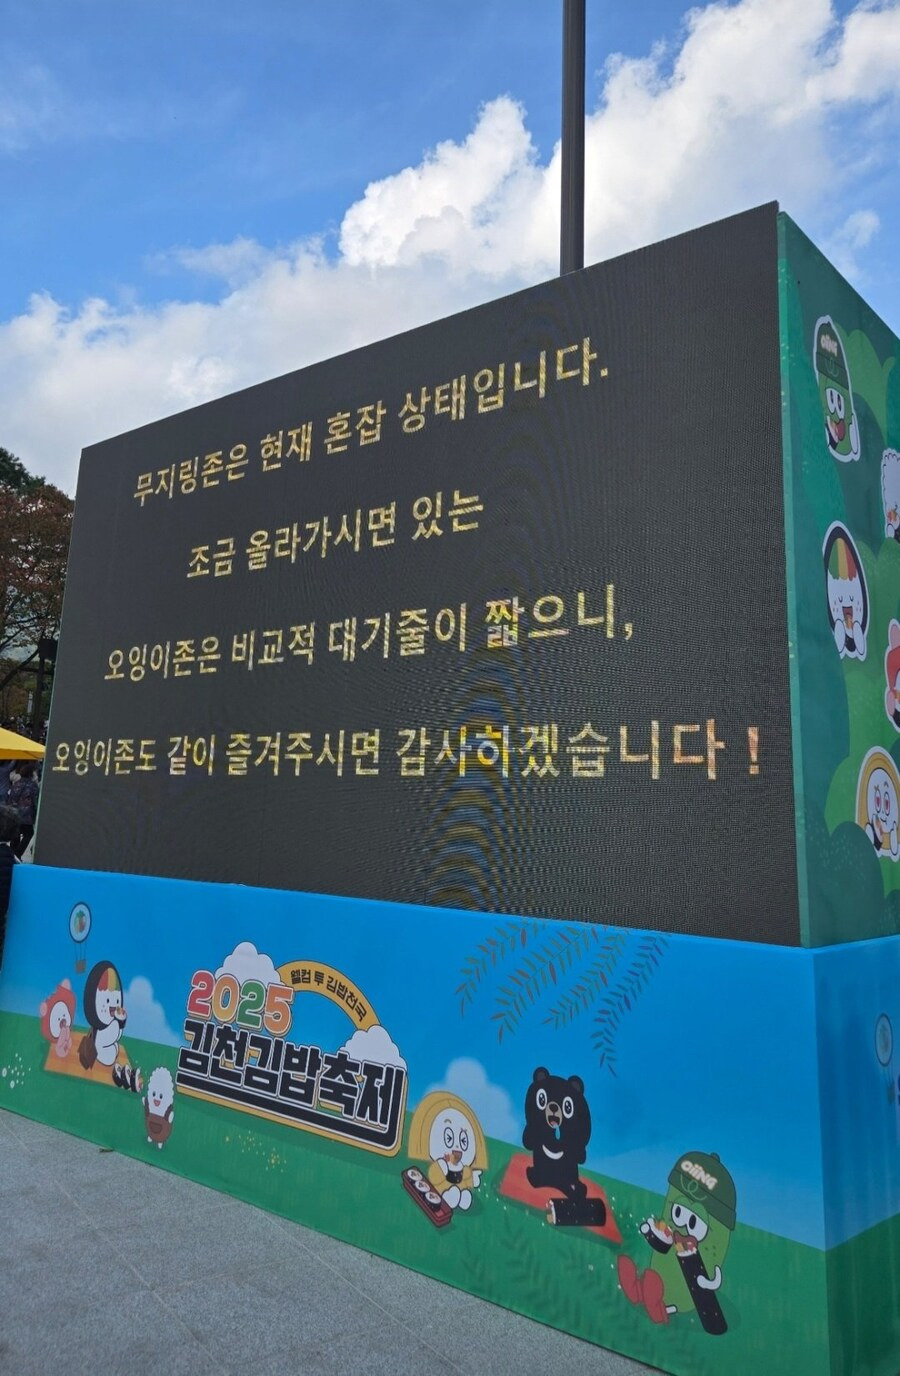 무지링존은 현재 혼잡 상태입니다.
조금 올라가시면 있는
오잉이존은 비교적 대기줄이 짧으니,
오잉이존도 같이 즐겨주시면 감사하겠습니다!
OiiNG
웰컴 투 김밥천국
2025
김천김밥축제
OiiNG